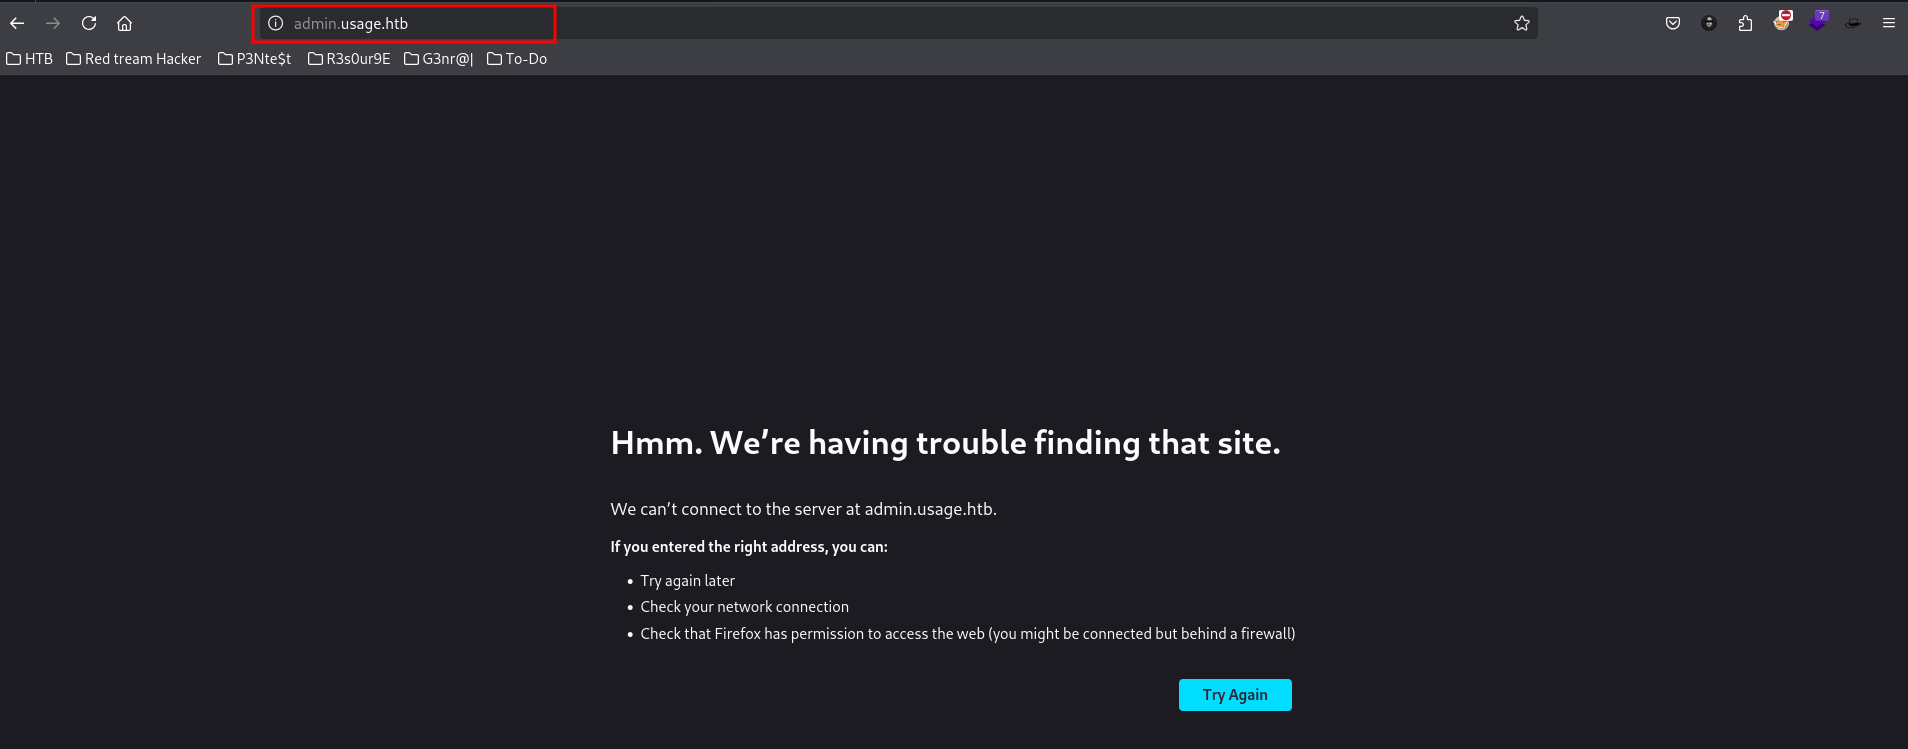 admin.usage.htb
7
HTB Red tream Hacker P3Nte$t R3s0ur9E G3nr@| To-Do
Hmm. We’re having trouble finding that site.
We can’t connect to the server at admin.usage.htb.
If you entered the right address, you can:
• Try again later
• Check your network connection
• Check that Firefox has permission to access the web (you might be connected but behind a firewall)
Try Again